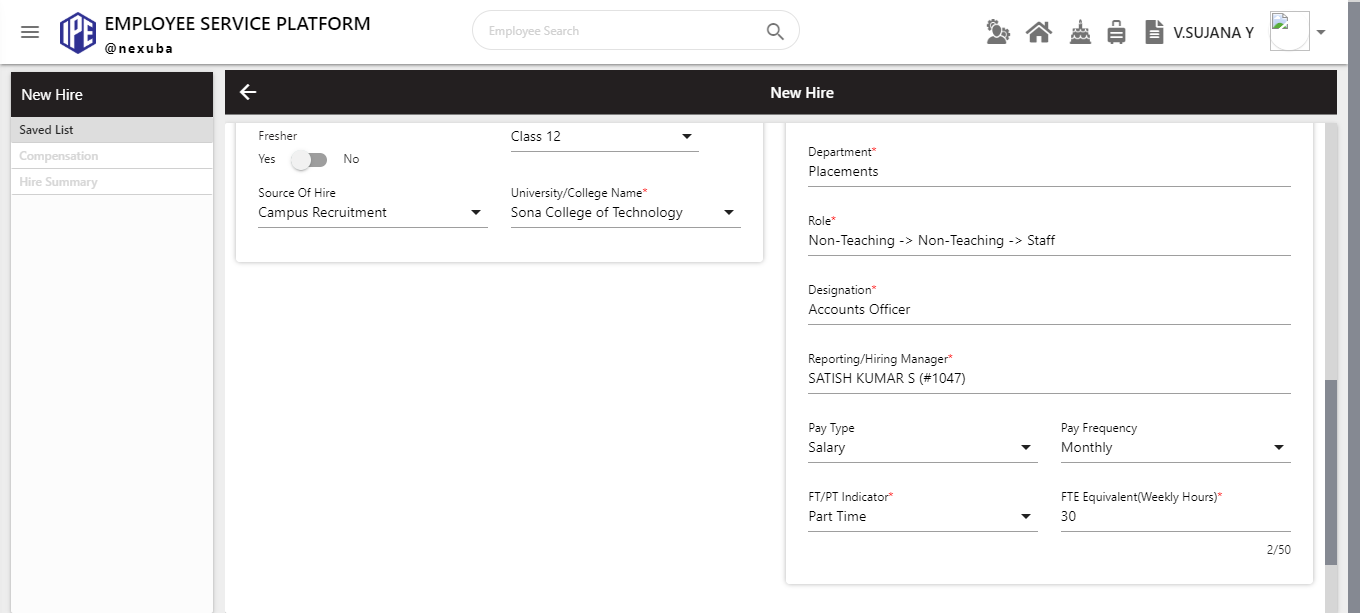 EMPLOYEE SERVICE PLATFORM
@nexuba
Employee Search
V.SUJANA Y
New Hire
Saved List
Compensation
Hire Summary
New Hire
Fresher
Yes No
Class 12
Source Of Hire
Campus Recruitment
University/College Name*
Sona College of Technology
Department*
Placements
Role*
Non-Teaching -> Non-Teaching -> Staff
Designation*
Accounts Officer
Reporting/Hiring Manager*
SATISH KUMAR S (#1047)
Pay Type
Salary
Pay Frequency
Monthly
FT/PT Indicator*
Part Time
FTE Equivalent(Weekly Hours)*
30
2/50